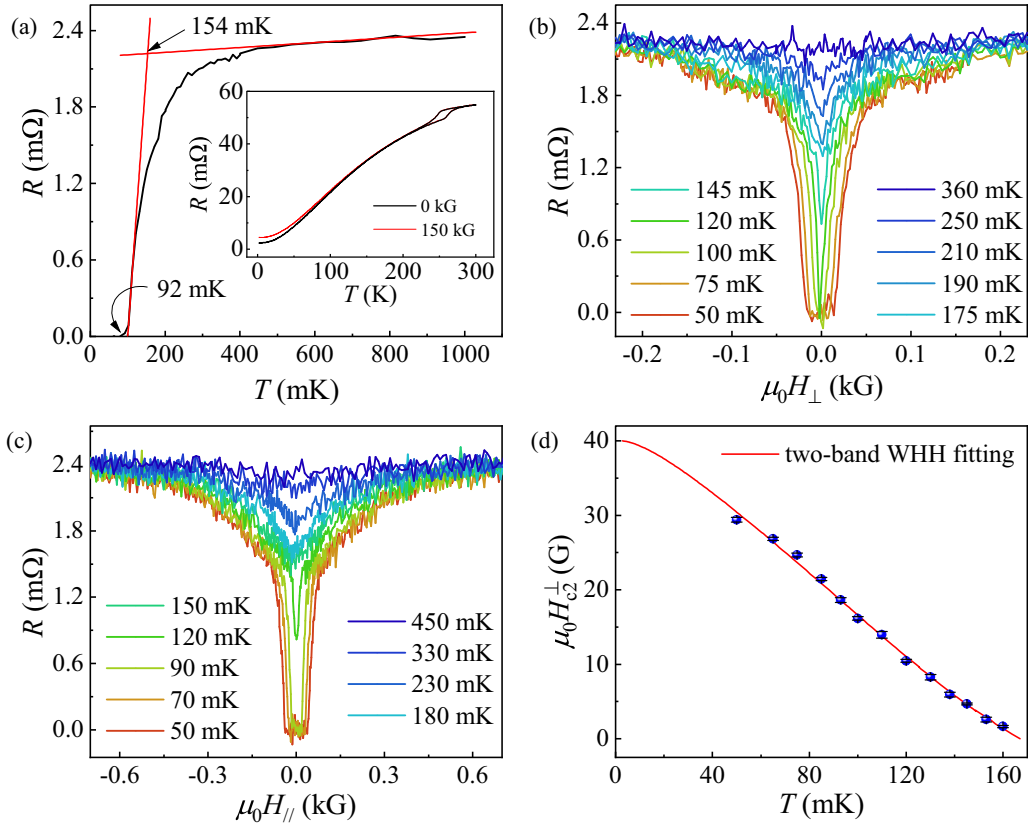 (a)
R (mΩ)
2.4
1.8
1.2
0.6
0.0
154 mK
92 mK
0 200 400 600 800 1000
T (mK)
R (mΩ)
60
40
20
0
0 kG
150 kG
0 100 200 300
T (K)
(b)
R (mΩ)
2.4
1.8
1.2
0.6
0.0
145 mK
120 mK
100 mK
75 mK
50 mK
360 mK
250 mK
210 mK
190 mK
175 mK
-0.2 -0.1 0.0 0.1 0.2
μ₀H⊥ (kG)
(c)
R (mΩ)
2.4
1.8
1.2
0.6
0.0
150 mK
120 mK
90 mK
70 mK
50 mK
450 mK
330 mK
230 mK
180 mK
-0.6 -0.3 0.0 0.3 0.6
μ₀H// (kG)
(d)
μ₀H⊥c2 (G)
40
30
20
10
0
two-band WHH fitting
0 40 80 120 160
T (mK)